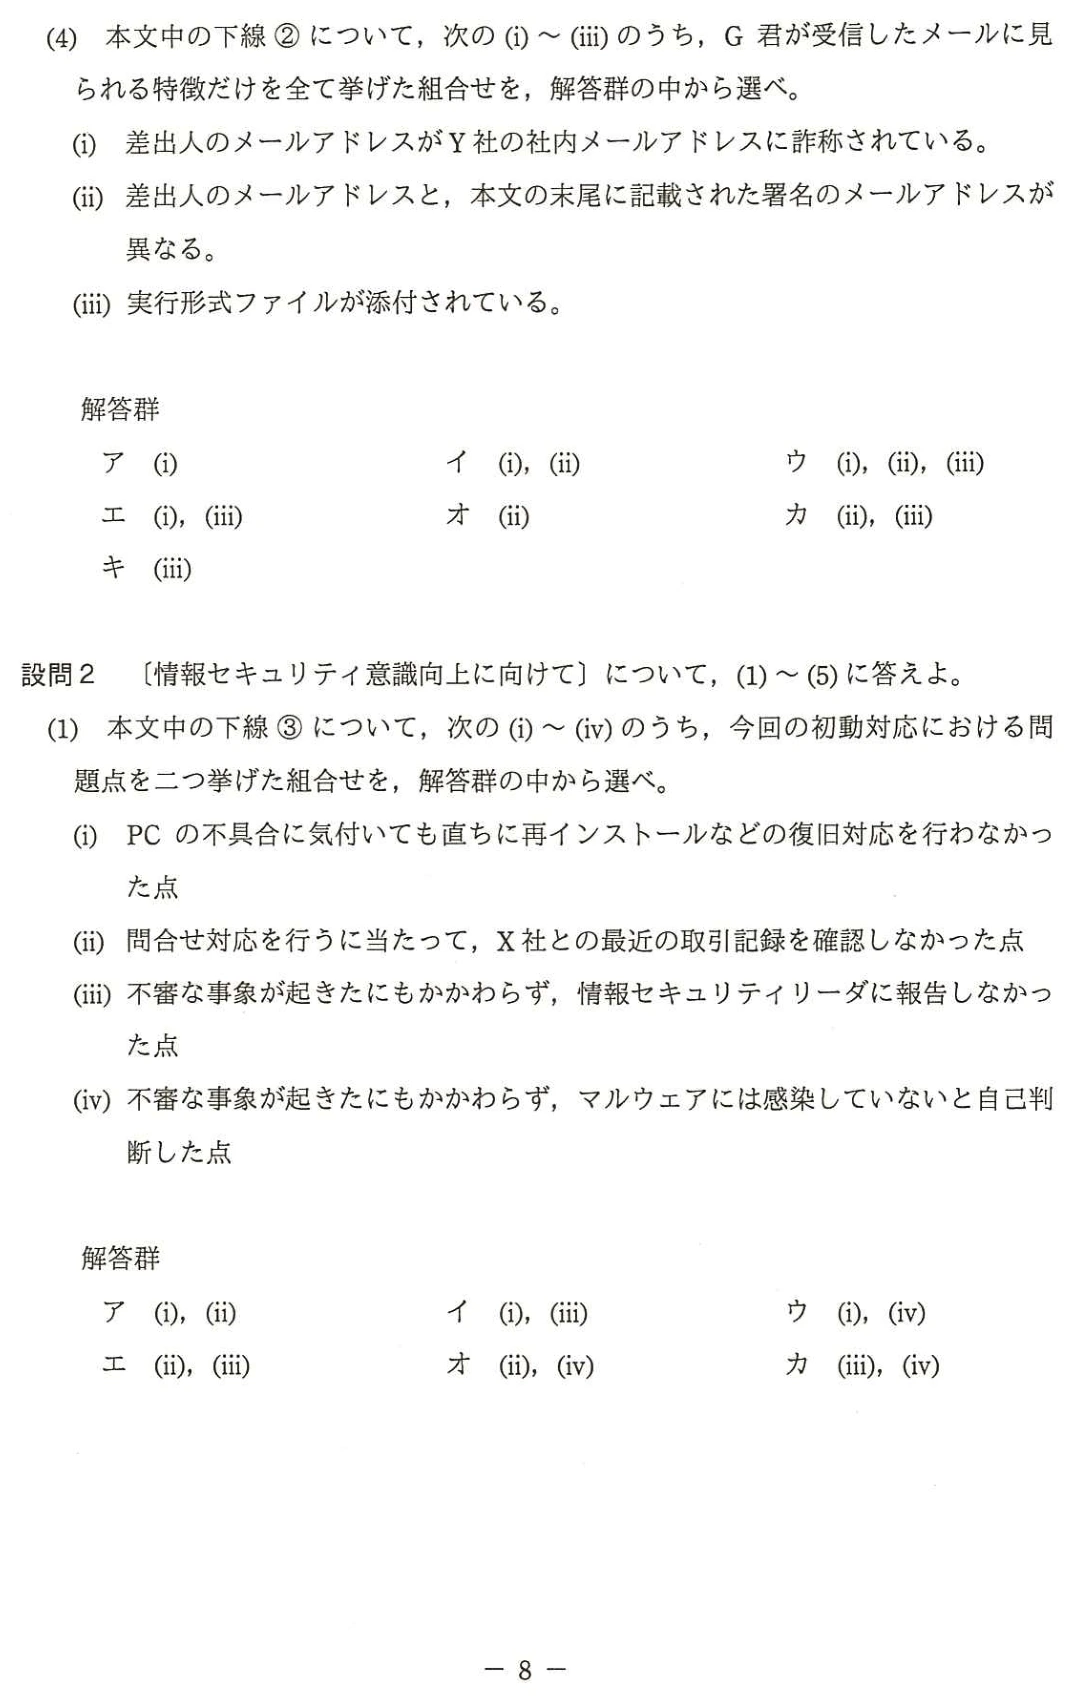 (4) 本文中の下線②について，次の(i)～(iii)のうち，G 君が受信したメールに見
られる特徴だけを全て挙げた組合せを，解答群の中から選べ。
(i) 差出人のメールアドレスがY社の社内メールアドレスに詐称されている。
(ii) 差出人のメールアドレスと，本文の末尾に記載された署名のメールアドレスが
異なる。
(iii) 実行形式ファイルが添付されている。
解答群
ア (i) イ (i)，(ii) ウ (i)，(ii)，(iii)
エ (i)，(iii) オ (ii) カ (ii)，(iii)
キ (iii)
設問2 〔情報セキュリティ意識向上に向けて〕について，(1)～(5)に答えよ。
(1) 本文中の下線③について，次の(i)～(iv)のうち，今回の初動対応における問
題点を二つ挙げた組合せを，解答群の中から選べ。
(i) PC の不具合に気付いても直ちに再インストールなどの復旧対応を行わなかっ
た点
(ii) 問合せ対応を行うに当たって，X社との最近の取引記録を確認しなかった点
(iii) 不審な事象が起きたにもかかわらず，情報セキュリティリーダに報告しなかっ
た点
(iv) 不審な事象が起きたにもかかわらず，マルウェアには感染していないと自己判
断した点
解答群
ア (i)，(ii) イ (i)，(iii) ウ (i)，(iv)
エ (ii)，(iii) オ (ii)，(iv) カ (iii)，(iv)
－ 8 －